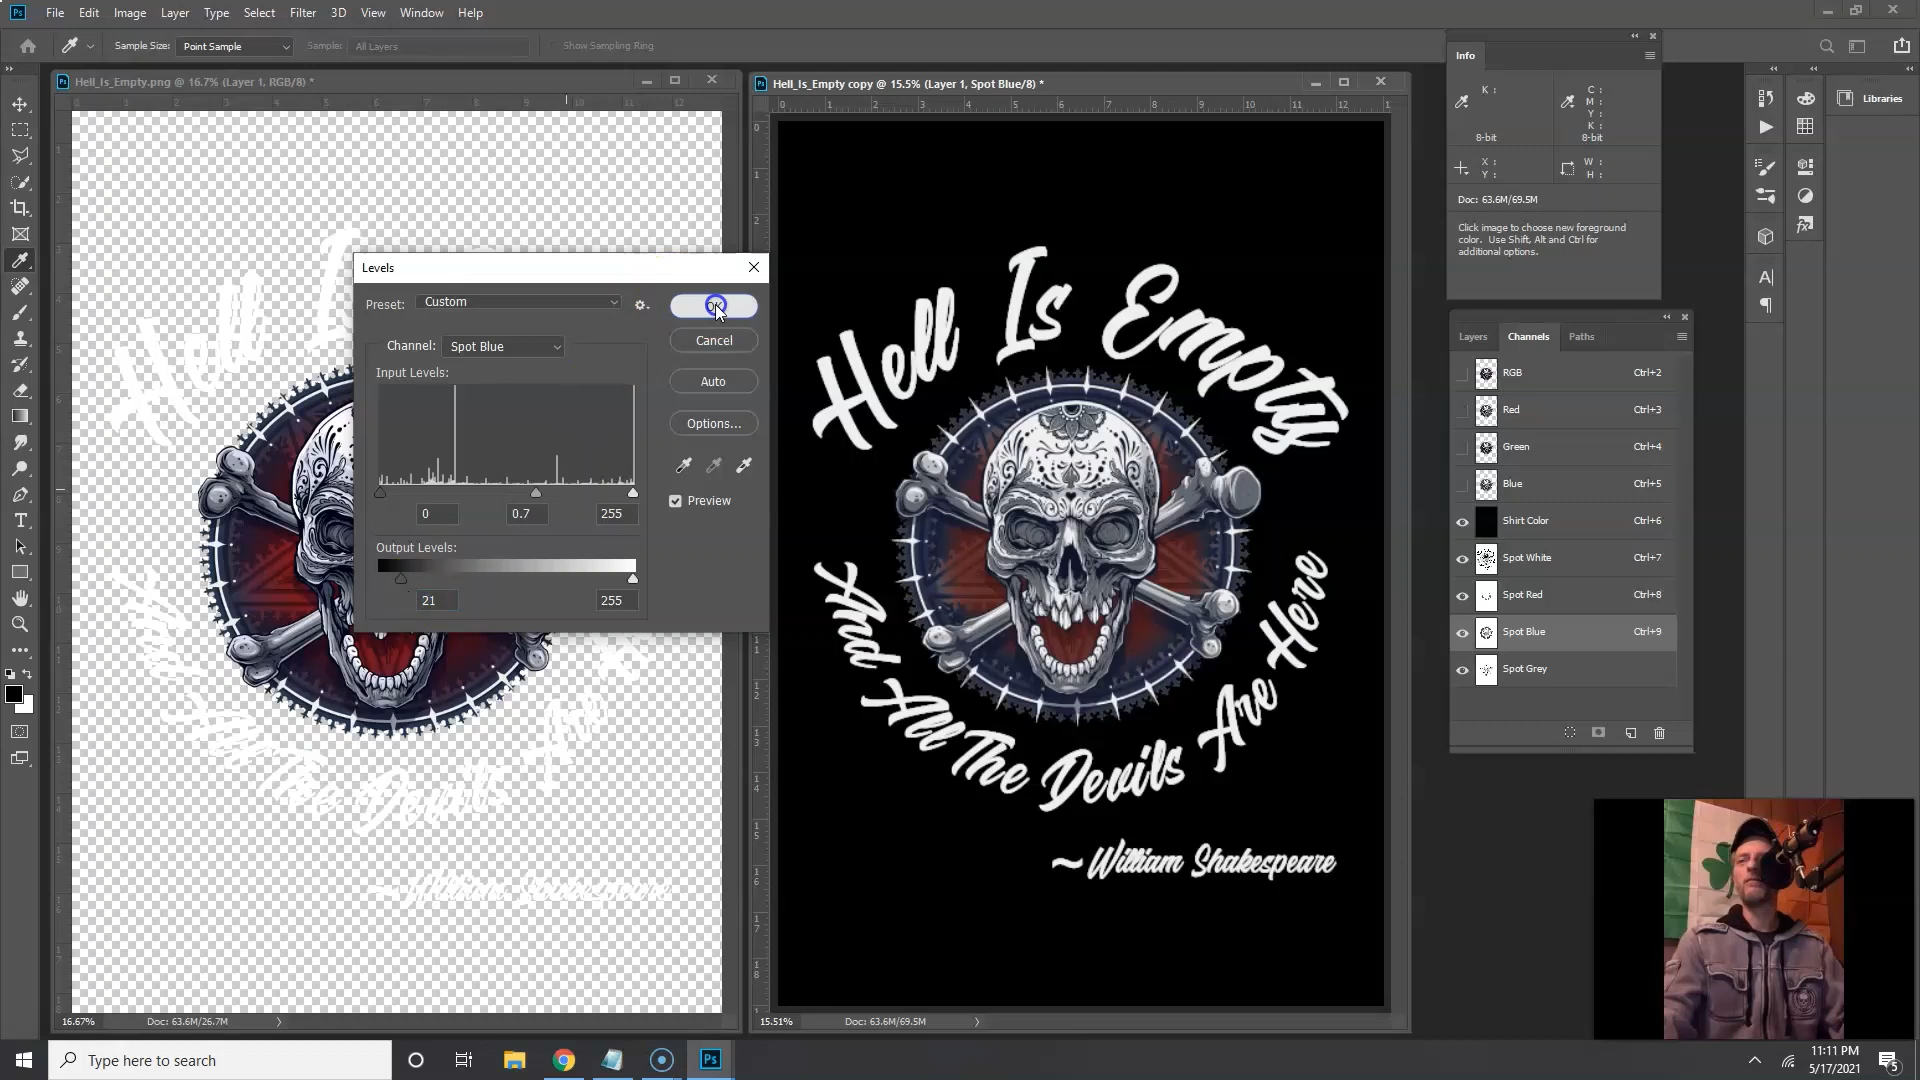 Ps File Edit Image Layer Type Select Filter 3D View Window Help
Sample Size: Point Sample Sample: All Layers Show Sampling Ring
Hell_Is_Empty.png @ 16.7% (Layer 1, RGB/8) *
Hell_Is_Empty copy @ 15.5% (Layer 1, Spot Blue/8) *
Levels
Preset: Custom
Channel: Spot Blue
Input Levels:
0 0.7 255
Output Levels:
21 255
OK
Cancel
Auto
Options...
Preview
Hell Is Empty
And All The Devils Are Here
~ William Shakespeare
Info
K :
8-bit
C :
M :
Y :
K :
8-bit
X :
Y :
W :
H :
Doc: 63.6M/69.5M
Click image to choose new foreground
color. Use Shift, Alt and Ctrl for
additional options.
Libraries
Layers Channels Paths
RGB Ctrl+2
Red Ctrl+3
Green Ctrl+4
Blue Ctrl+5
Shirt Color Ctrl+6
Spot White Ctrl+7
Spot Red Ctrl+8
Spot Blue Ctrl+9
Spot Grey
16.67% Doc: 63.6M/26.7M
15.51% Doc: 63.6M/69.5M
Type here to search
Ps
11:11 PM
5/17/2021
5